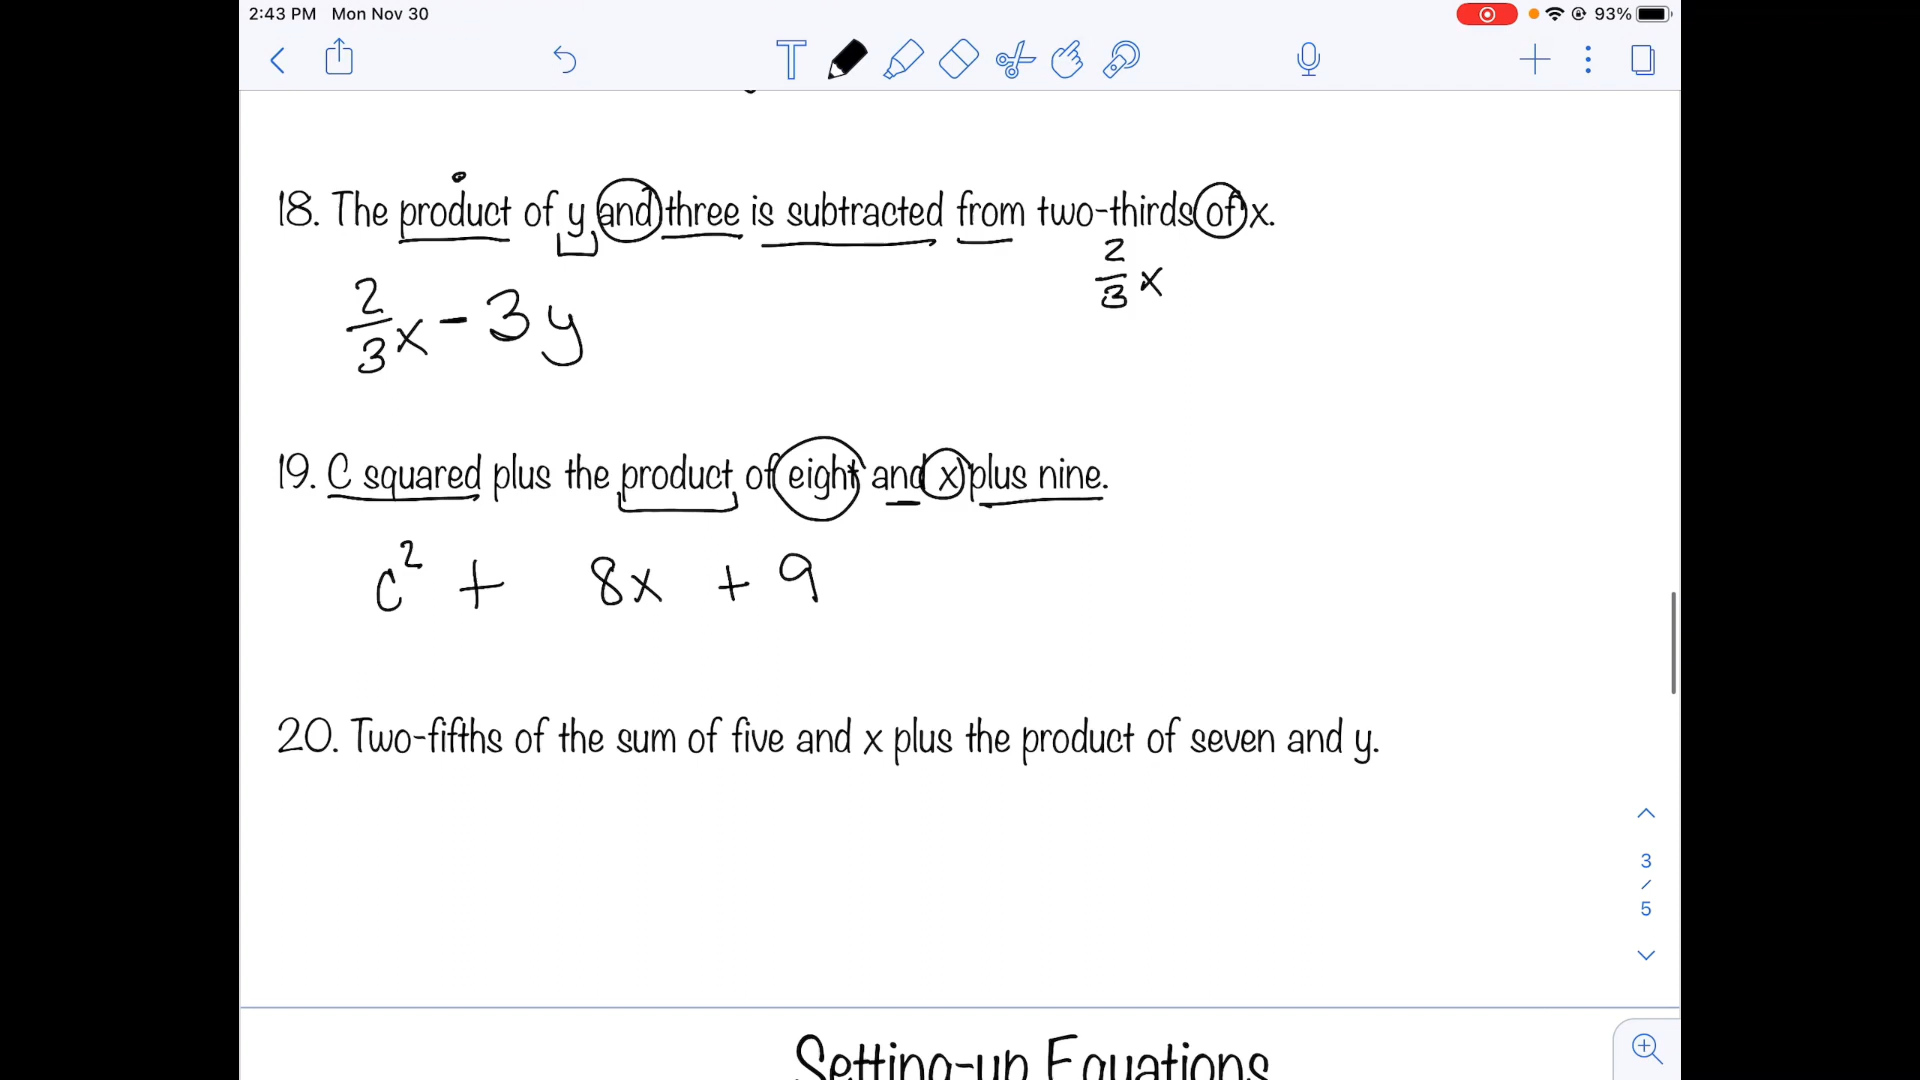 2:43 PM Mon Nov 30
93%
T
18. The product of y and three is subtracted from two-thirds of x.
2/3 x
2/3 x - 3y
19. C squared plus the product of eight and x plus nine.
c² + 8x + 9
20. Two-fifths of the sum of five and x plus the product of seven and y.
3
/
5
Setting-up Equations